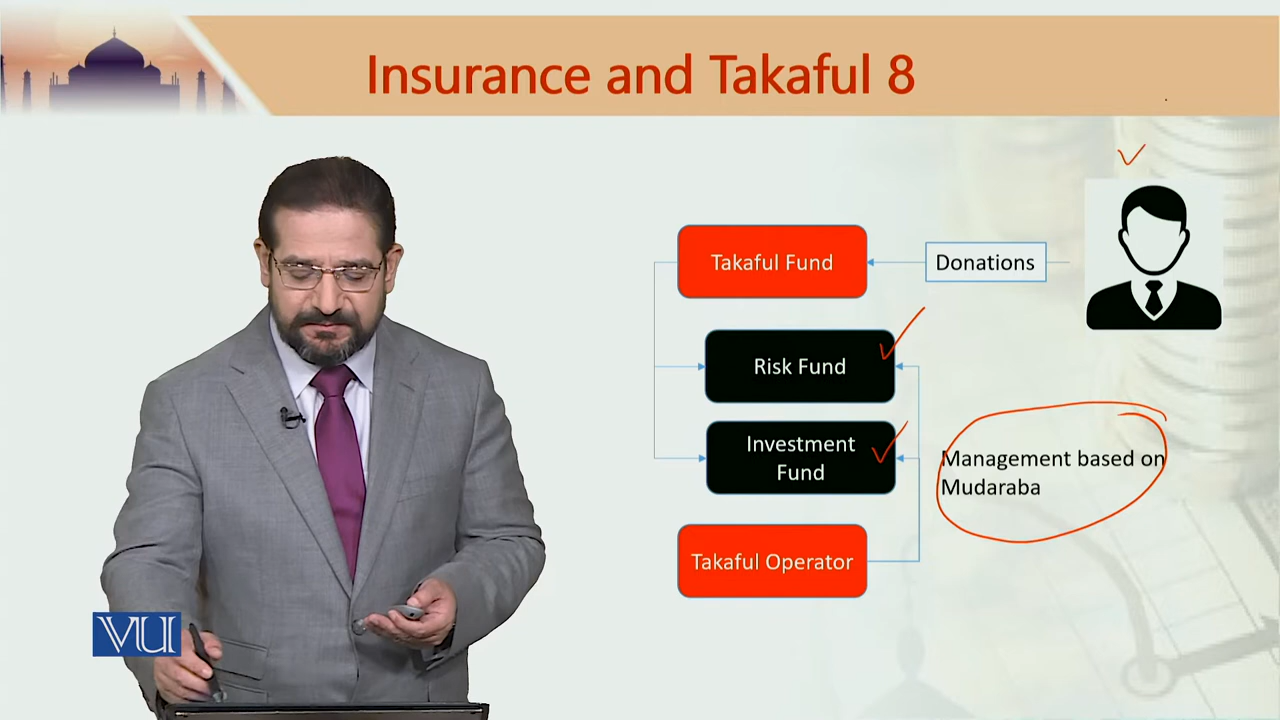 Insurance and Takaful 8
Takaful Fund
Donations
Risk Fund
Investment
Fund
Management based on
Mudaraba
Takaful Operator
VU